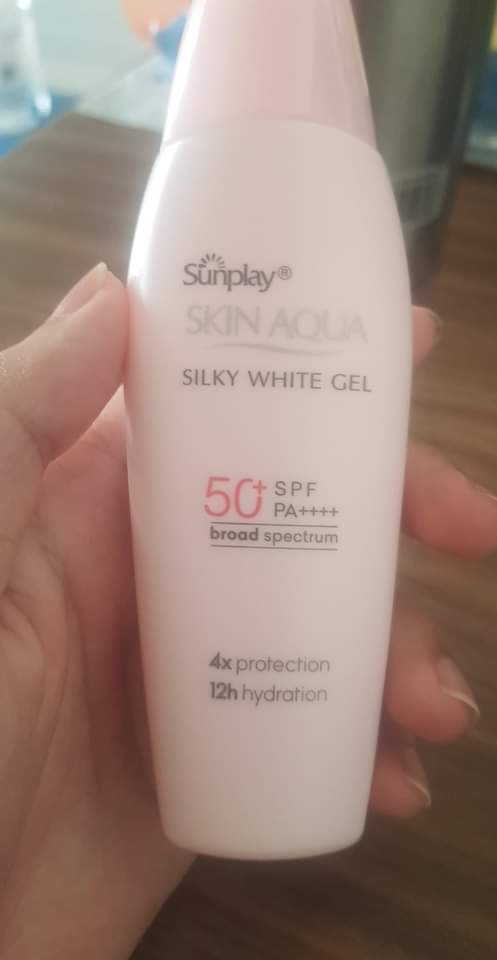 Sunplay®
SKIN AQUA
SILKY WHITE GEL
50+ SPF
PA++++
broad spectrum
4x protection
12h hydration